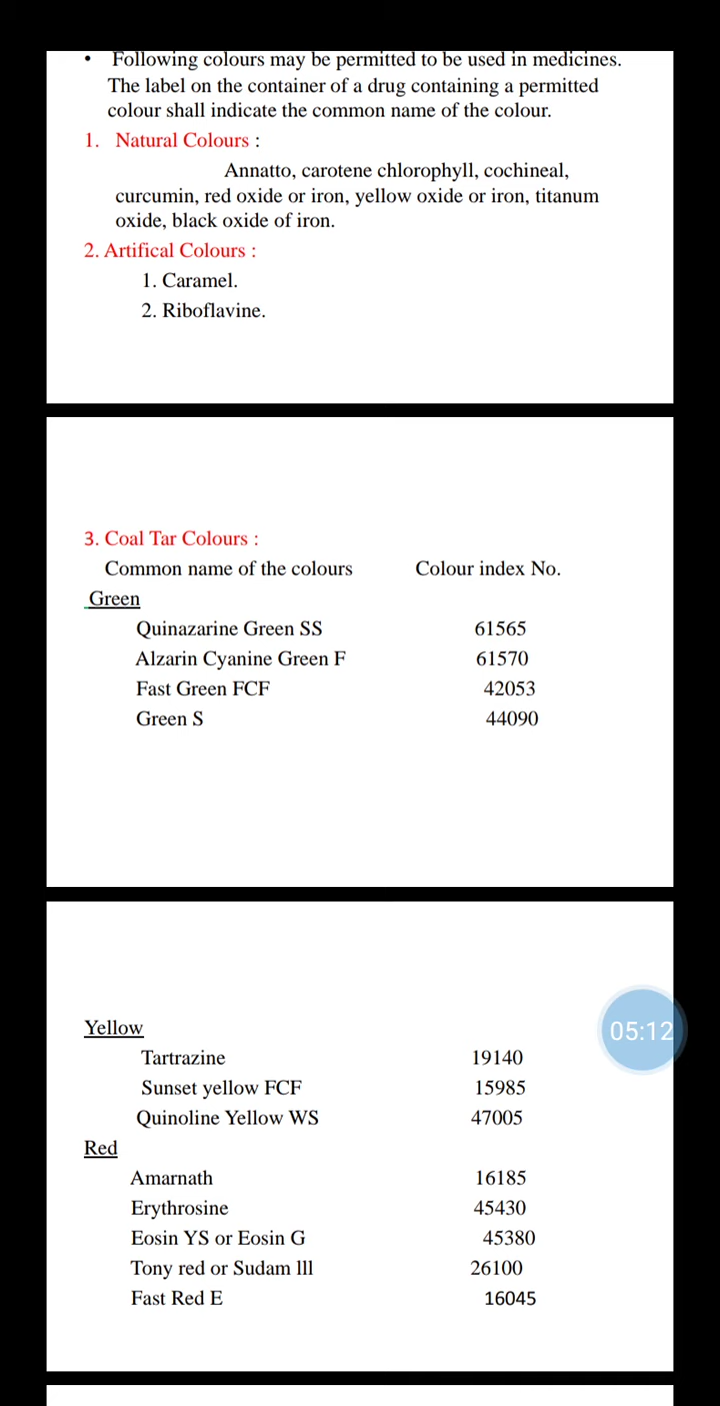 • Following colours may be permitted to be used in medicines.
The label on the container of a drug containing a permitted
colour shall indicate the common name of the colour.
1. Natural Colours :
Annatto, carotene chlorophyll, cochineal,
curcumin, red oxide or iron, yellow oxide or iron, titanum
oxide, black oxide of iron.
2. Artifical Colours :
1. Caramel.
2. Riboflavine.
3. Coal Tar Colours :
Common name of the colours Colour index No.
Green
Quinazarine Green SS 61565
Alzarin Cyanine Green F 61570
Fast Green FCF 42053
Green S 44090
Yellow
05:12
Tartrazine 19140
Sunset yellow FCF 15985
Quinoline Yellow WS 47005
Red
Amarnath 16185
Erythrosine 45430
Eosin YS or Eosin G 45380
Tony red or Sudam lll 26100
Fast Red E 16045